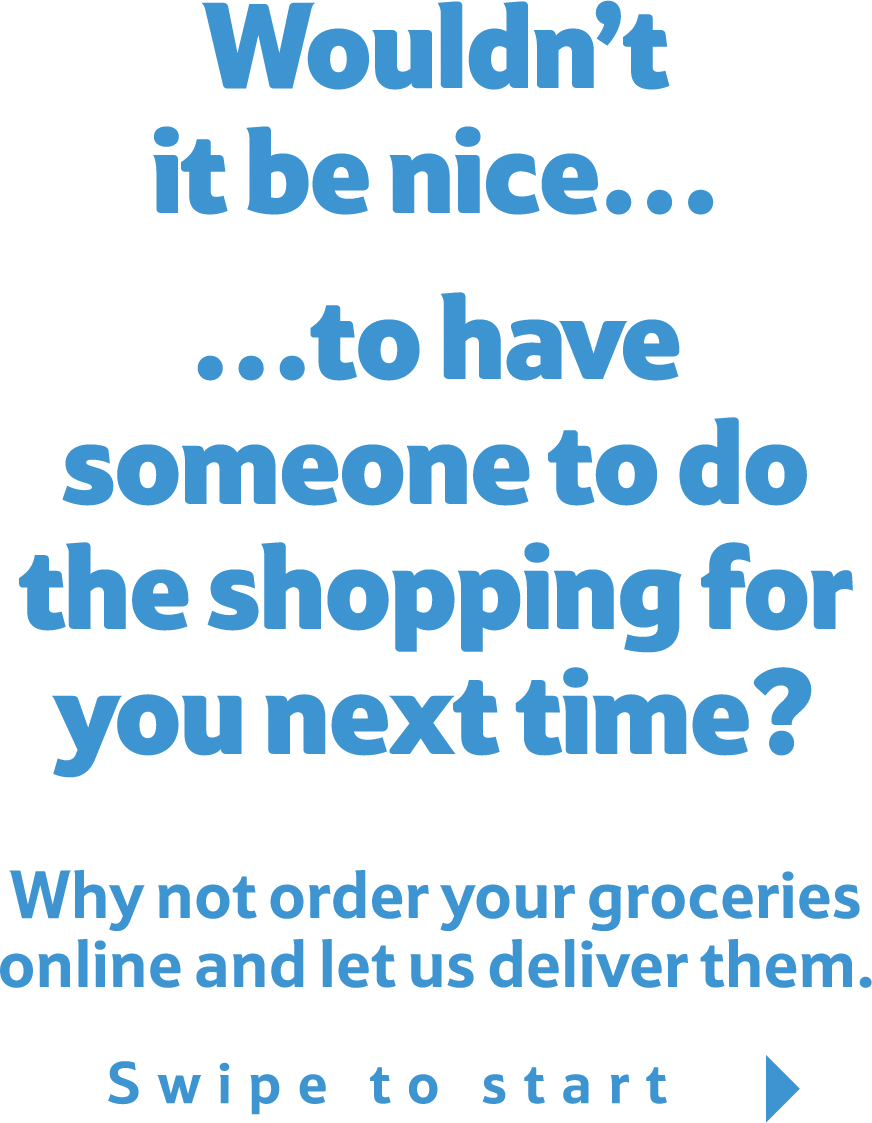 Wouldn’t
it be nice...
...to have
someone to do
the shopping for
you next time?
Why not order your groceries
online and let us deliver them.
Swipe to start